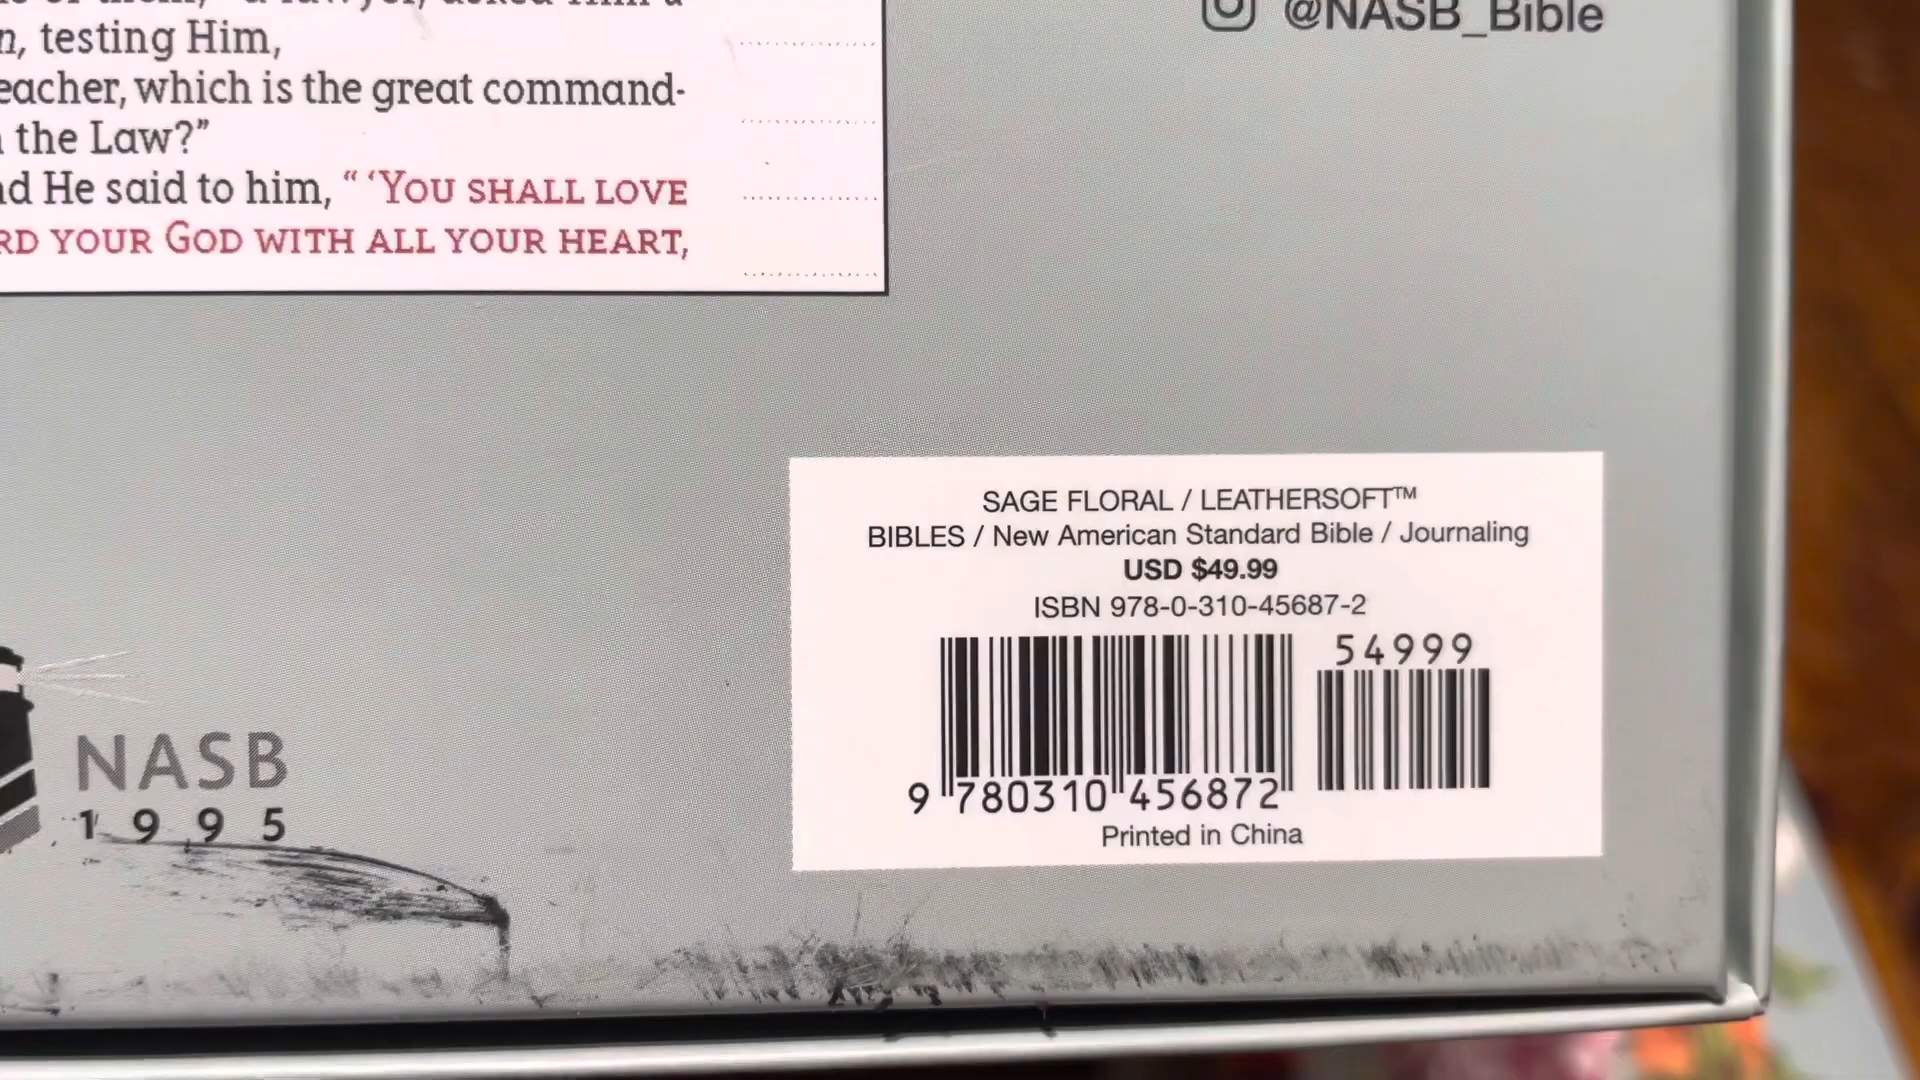 @NASB_Bible
testing Him,
which is the great command-
the Law?”
He said to him, “ ‘YOU SHALL LOVE
YOUR GOD WITH ALL YOUR HEART,
SAGE FLORAL / LEATHERSOFT™
BIBLES / New American Standard Bible / Journaling
USD $49.99
ISBN 978-0-310-45687-2
54999
9 780310 456872
Printed in China
NASB
1995